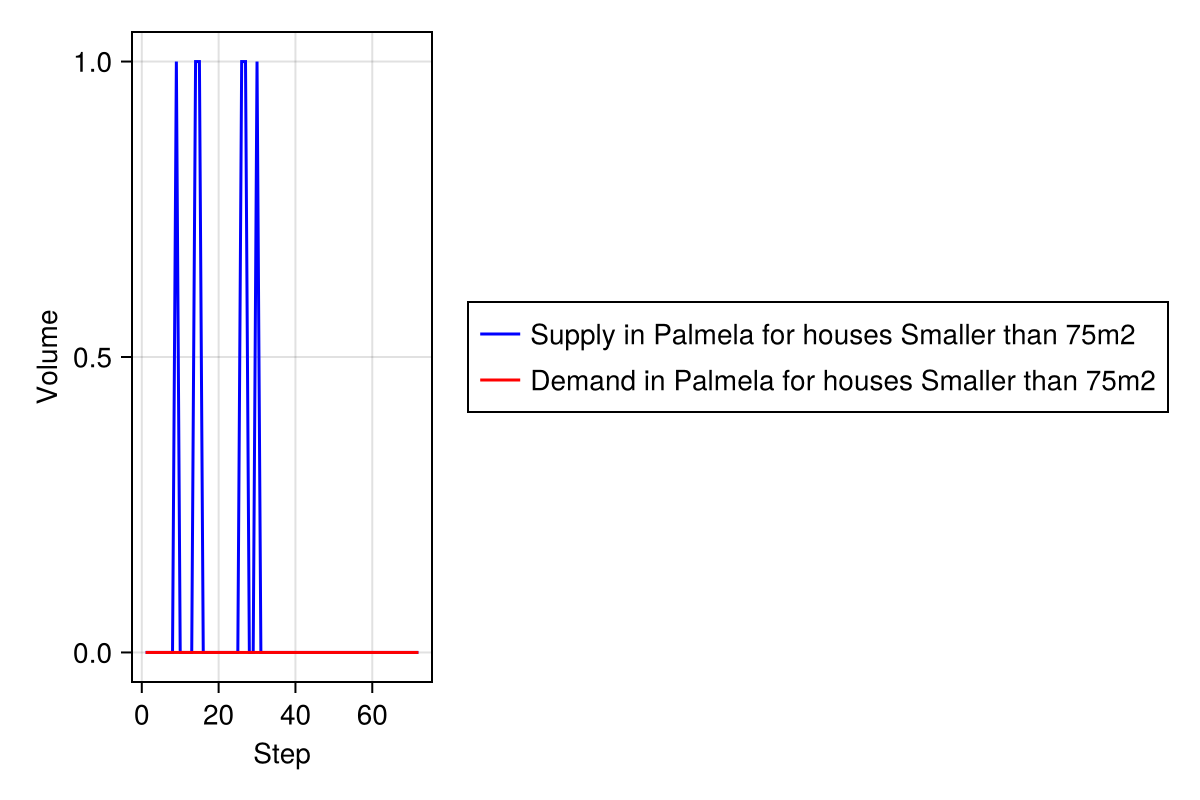 1.0
0.5
0.0
Volume
0 20 40 60
Step
Supply in Palmela for houses Smaller than 75m2
Demand in Palmela for houses Smaller than 75m2